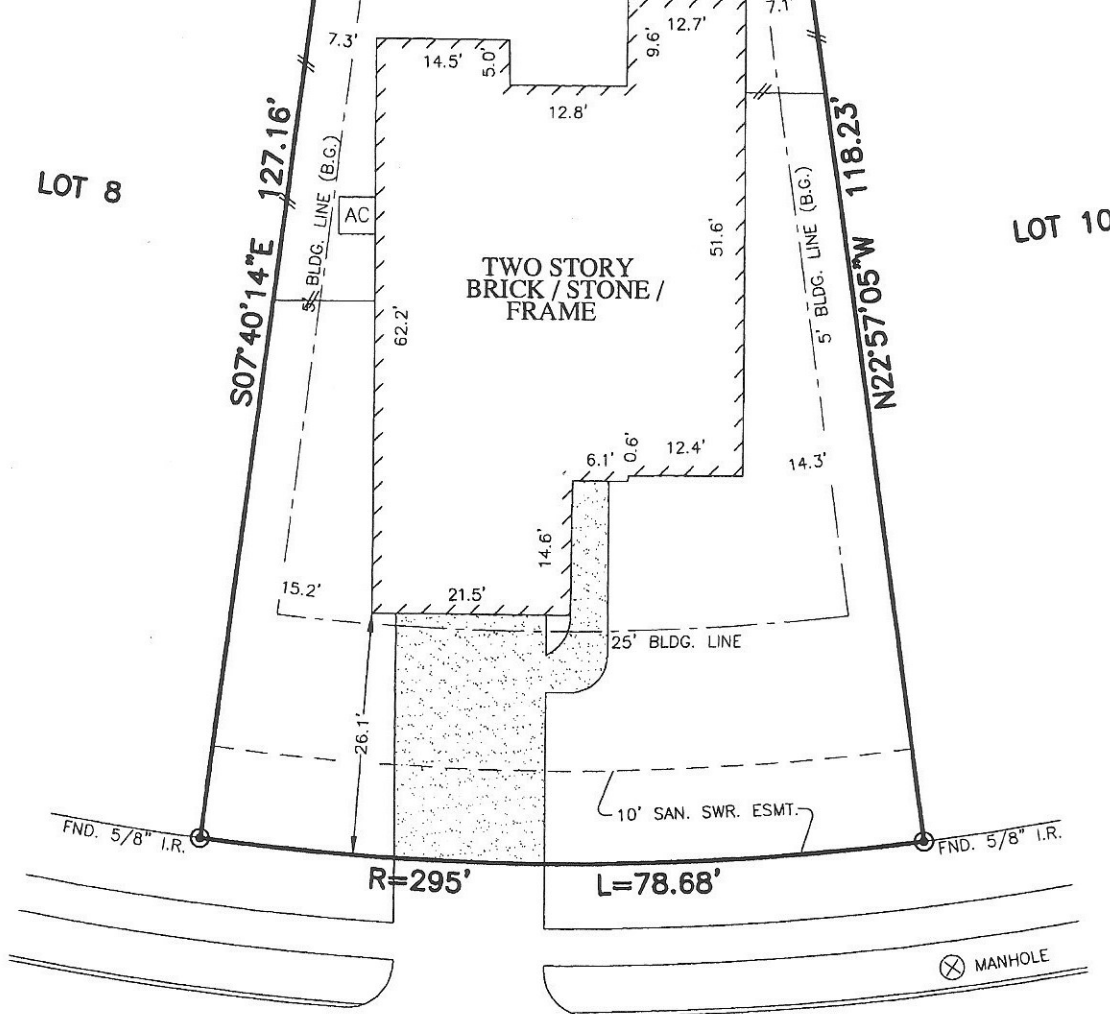 7.3'
14.5'
5.0'
12.8'
9.6'
12.7'
7.1'
127.16'
118.23'
LOT 8
LOT 10
5' BLDG. LINE (B.G.)
AC
TWO STORY
BRICK / STONE /
FRAME
51.6'
5' BLDG. LINE (B.G.)
S07°40'14"E
62.2'
N22°57'05"W
6.1'
0.6'
12.4'
14.3'
14.6'
15.2'
21.5'
25' BLDG. LINE
26.1'
10' SAN. SWR. ESMT.
FND. 5/8" I.R.
FND. 5/8" I.R.
R=295'
L=78.68'
MANHOLE